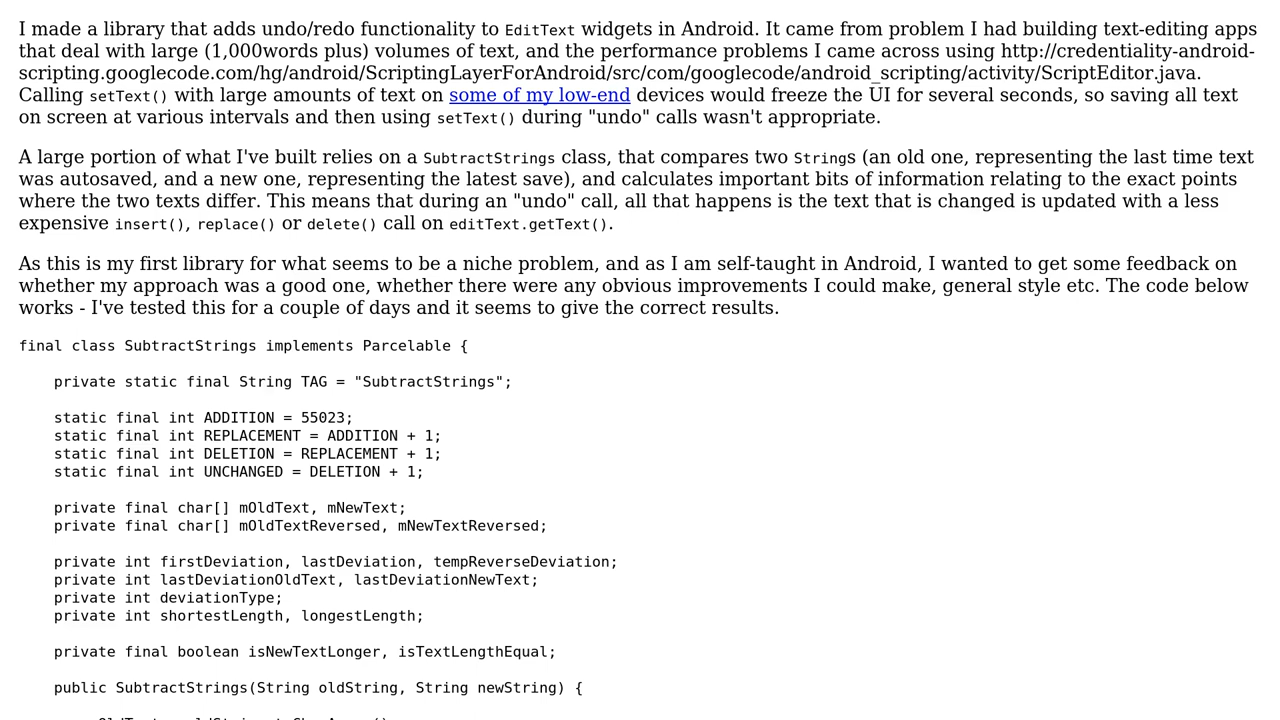 I made a library that adds undo/redo functionality to EditText widgets in Android. It came from problem I had building text-editing apps
that deal with large (1,000words plus) volumes of text, and the performance problems I came across using http://credentiality-android-
scripting.googlecode.com/hg/android/ScriptingLayerForAndroid/src/com/googlecode/android_scripting/activity/ScriptEditor.java.
Calling setText() with large amounts of text on some of my low-end devices would freeze the UI for several seconds, so saving all text
on screen at various intervals and then using setText() during "undo" calls wasn't appropriate.
A large portion of what I've built relies on a SubtractStrings class, that compares two Strings (an old one, representing the last time text
was autosaved, and a new one, representing the latest save), and calculates important bits of information relating to the exact points
where the two texts differ. This means that during an "undo" call, all that happens is the text that is changed is updated with a less
expensive insert(), replace() or delete() call on editText.getText().
As this is my first library for what seems to be a niche problem, and as I am self-taught in Android, I wanted to get some feedback on
whether my approach was a good one, whether there were any obvious improvements I could make, general style etc. The code below
works - I've tested this for a couple of days and it seems to give the correct results.
final class SubtractStrings implements Parcelable {
    private static final String TAG = "SubtractStrings";
    static final int ADDITION = 55023;
    static final int REPLACEMENT = ADDITION + 1;
    static final int DELETION = REPLACEMENT + 1;
    static final int UNCHANGED = DELETION + 1;
    private final char[] mOldText, mNewText;
    private final char[] mOldTextReversed, mNewTextReversed;
    private int firstDeviation, lastDeviation, tempReverseDeviation;
    private int lastDeviationOldText, lastDeviationNewText;
    private int deviationType;
    private int shortestLength, longestLength;
    private final boolean isNewTextLonger, isTextLengthEqual;
    public SubtractStrings(String oldString, String newString) {